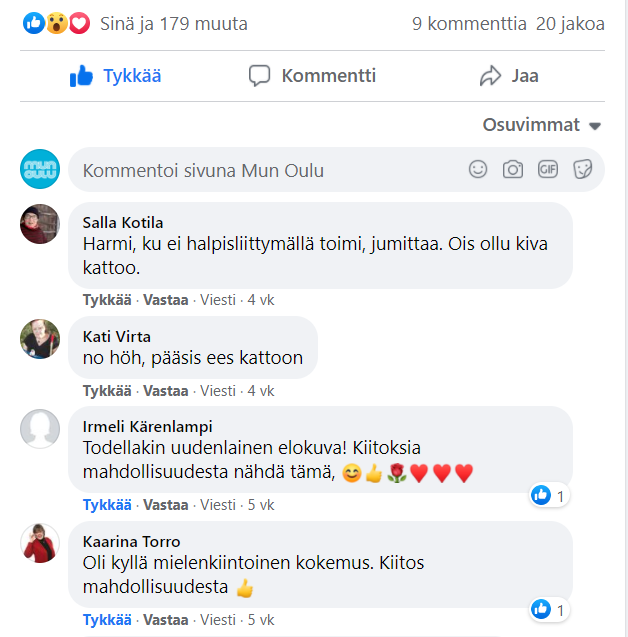 Sinä ja 179 muuta 9 kommenttia 20 jakoa
Tykkää Kommentti Jaa
Osuvimmat
mun
oulu
Kommentoi sivuna Mun Oulu GIF
Salla Kotila
Harmi, ku ei halpisliittymällä toimi, jumittaa. Ois ollu kiva
kattoo.
Tykkää · Vastaa · Viesti · 4 vk
Kati Virta
no höh, pääsis ees kattoon
Tykkää · Vastaa · Viesti · 4 vk
Irmeli Kärenlampi
Todellakin uudenlainen elokuva! Kiitoksia
mahdollisuudesta nähdä tämä, 😊👍🌹❤️❤️❤️
1
Tykkää · Vastaa · Viesti · 5 vk
Kaarina Torro
Oli kyllä mielenkiintoinen kokemus. Kiitos
mahdollisuudesta 👍
1
Tykkää · Vastaa · Viesti · 5 vk